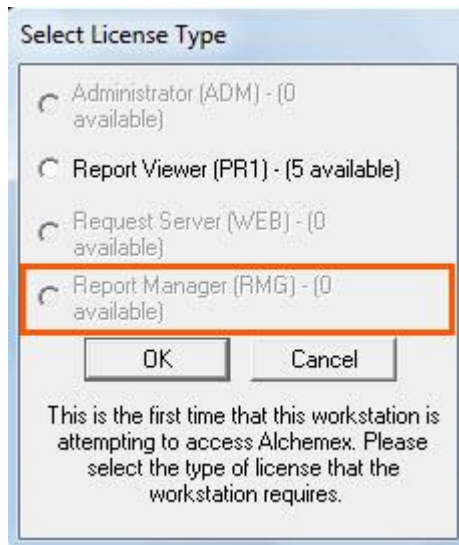 Select License Type
Administrator (ADM) - (0
available)
Report Viewer (PR1) - (5 available)
Request Server (WEB) - (0
available)
Report Manager (RMG) - (0
available)
OK Cancel
This is the first time that this workstation is
attempting to access Alchemex. Please
select the type of license that the
workstation requires.